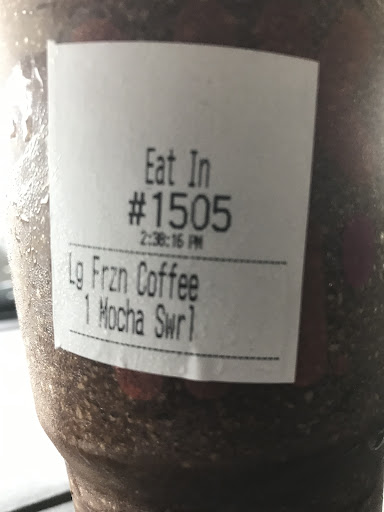 Eat In
#1505
2:38:16 PM
Lg Frzn Coffee
1 Mocha Swrl